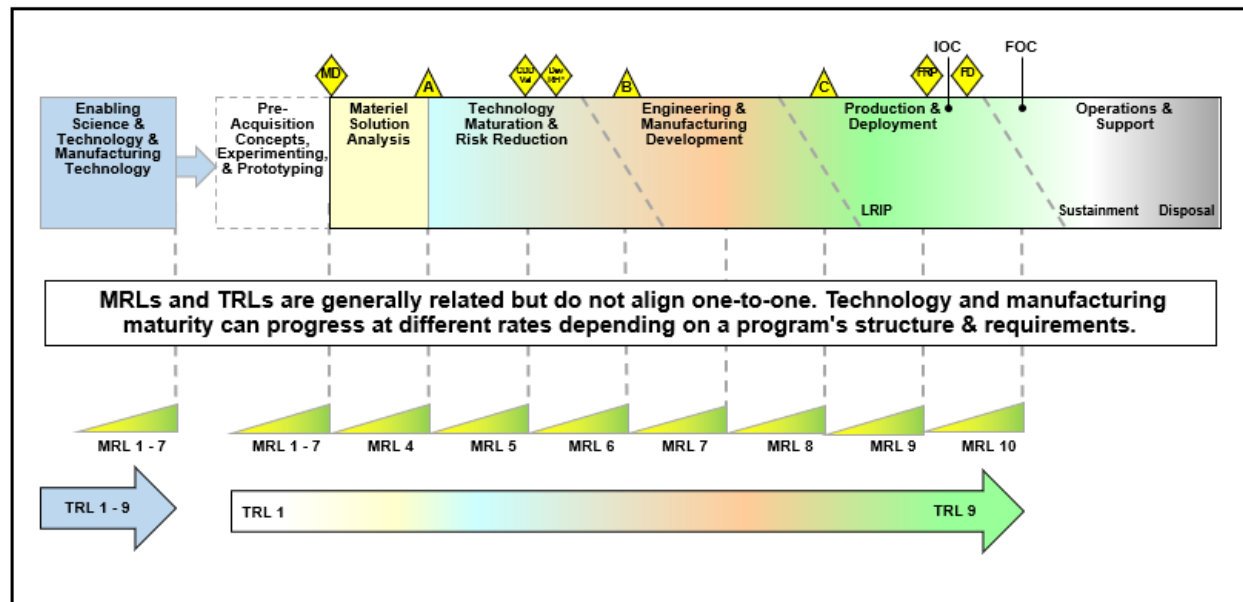 IOC
FOC
MD
A
CDD
Val
Dev
B
C
FRP
FD
Enabling
Science &
Technology &
Manufacturing
Technology
Pre-
Acquisition
Concepts,
Experimenting,
& Prototyping
Materiel
Solution
Analysis
Technology
Maturation &
Risk Reduction
Engineering &
Manufacturing
Development
Production &
Deployment
Operations &
Support
LRIP
Sustainment
Disposal
MRLs and TRLs are generally related but do not align one-to-one. Technology and manufacturing
maturity can progress at different rates depending on a program's structure & requirements.
MRL 1 - 7
MRL 1 - 7
MRL 4
MRL 5
MRL 6
MRL 7
MRL 8
MRL 9
MRL 10
TRL 1 - 9
TRL 1
TRL 9